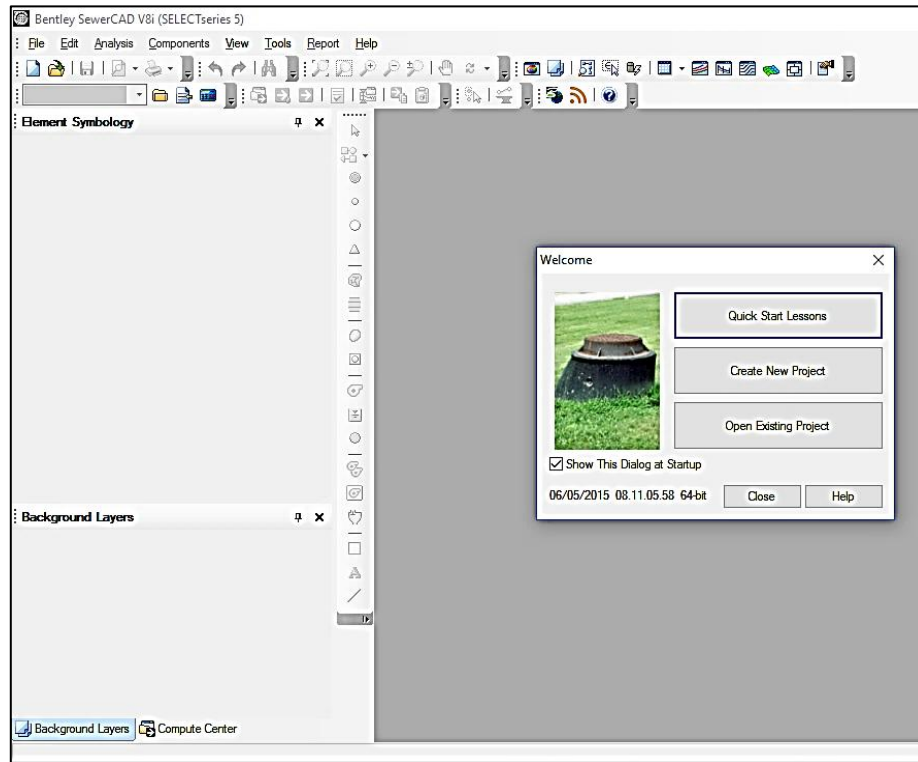 Bentley SewerCAD V8i (SELECTseries 5)
File Edit Analysis Components View Tools Report Help
Element Symbology
Welcome
Quick Start Lessons
Create New Project
Open Existing Project
Show This Dialog at Startup
06/05/2015 08.11.05.58 64-bit Close Help
Background Layers
Background Layers Compute Center